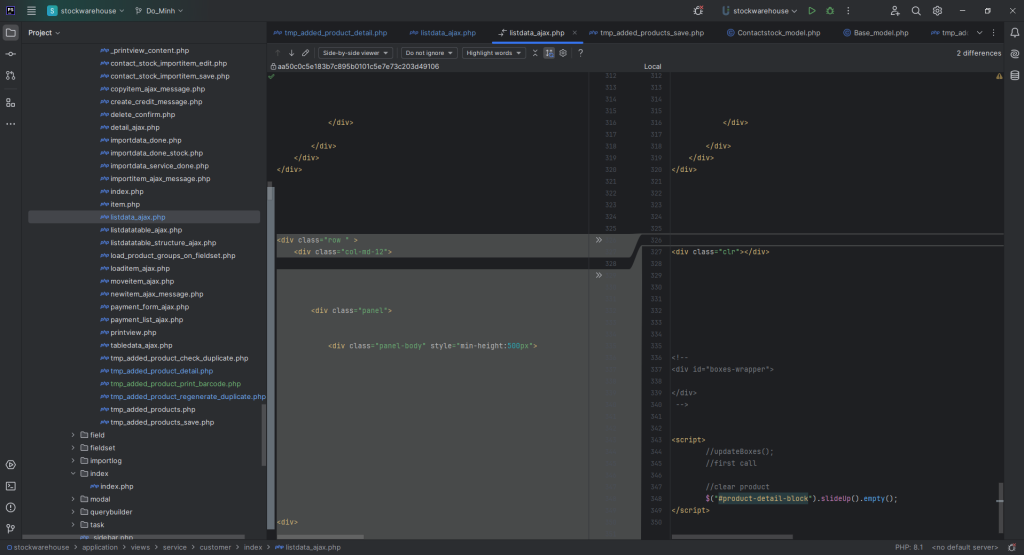 PS
S stockwarehouse
Do_Minh
stockwarehouse
Project
tmp_added_product_detail.php
listdata_ajax.php
listdata_ajax.php
tmp_added_products_save.php
Contactstock_model.php
Base_model.php
tmp_ad
Side-by-side viewer
Do not ignore
Highlight words
?
2 differences
aa50c0c5e183b7c895b0101c5e7e73c203d49106
Local
_printview_content.php
contact_stock_importitem_edit.php
contact_stock_importitem_save.php
copyitem_ajax_message.php
create_credit_message.php
delete_confirm.php
detail_ajax.php
importdata_done.php
importdata_done_stock.php
importdata_service_done.php
importitem_ajax_message.php
index.php
item.php
listdata_ajax.php
listdatatable_ajax.php
listdatatable_structure_ajax.php
load_product_groups_on_fieldset.php
loaditem_ajax.php
moveitem_ajax.php
newitem_ajax_message.php
payment_form_ajax.php
payment_list_ajax.php
printview.php
tabledata_ajax.php
tmp_added_product_check_duplicate.php
tmp_added_product_detail.php
tmp_added_product_print_barcode.php
tmp_added_product_regenerate_duplicate.php
tmp_added_products.php
tmp_added_products_save.php
field
fieldset
importlog
index
index.php
modal
querybuilder
task
_sidebar.php
312 312
313 313
314 314
315 315
</div> 316 316 </div>
317 317
</div> 318 318 </div>
</div> 319 319 </div>
</div> 320 320 </div>
321 321
322 322
323 323
324 324
325 325
<div class="row " > 326
<div class="col-md-12"> 327 <div class="clr"></div>
328 328
329
330
331
<div class="panel"> 332
333
334
<div class="panel-body" style="min-height:500px"> 335
336 <!--
337 <div id="boxes-wrapper">
338
339 </div>
340 -->
341
342
343 <script>
344 //updateBoxes();
345 //first call
346
347 //clear product
348 $("#product-detail-block").slideUp().empty();
<div> 349 </script>
350
stockwarehouse > application > views > service > customer > index > listdata_ajax.php
PHP: 8.1
<no default server>